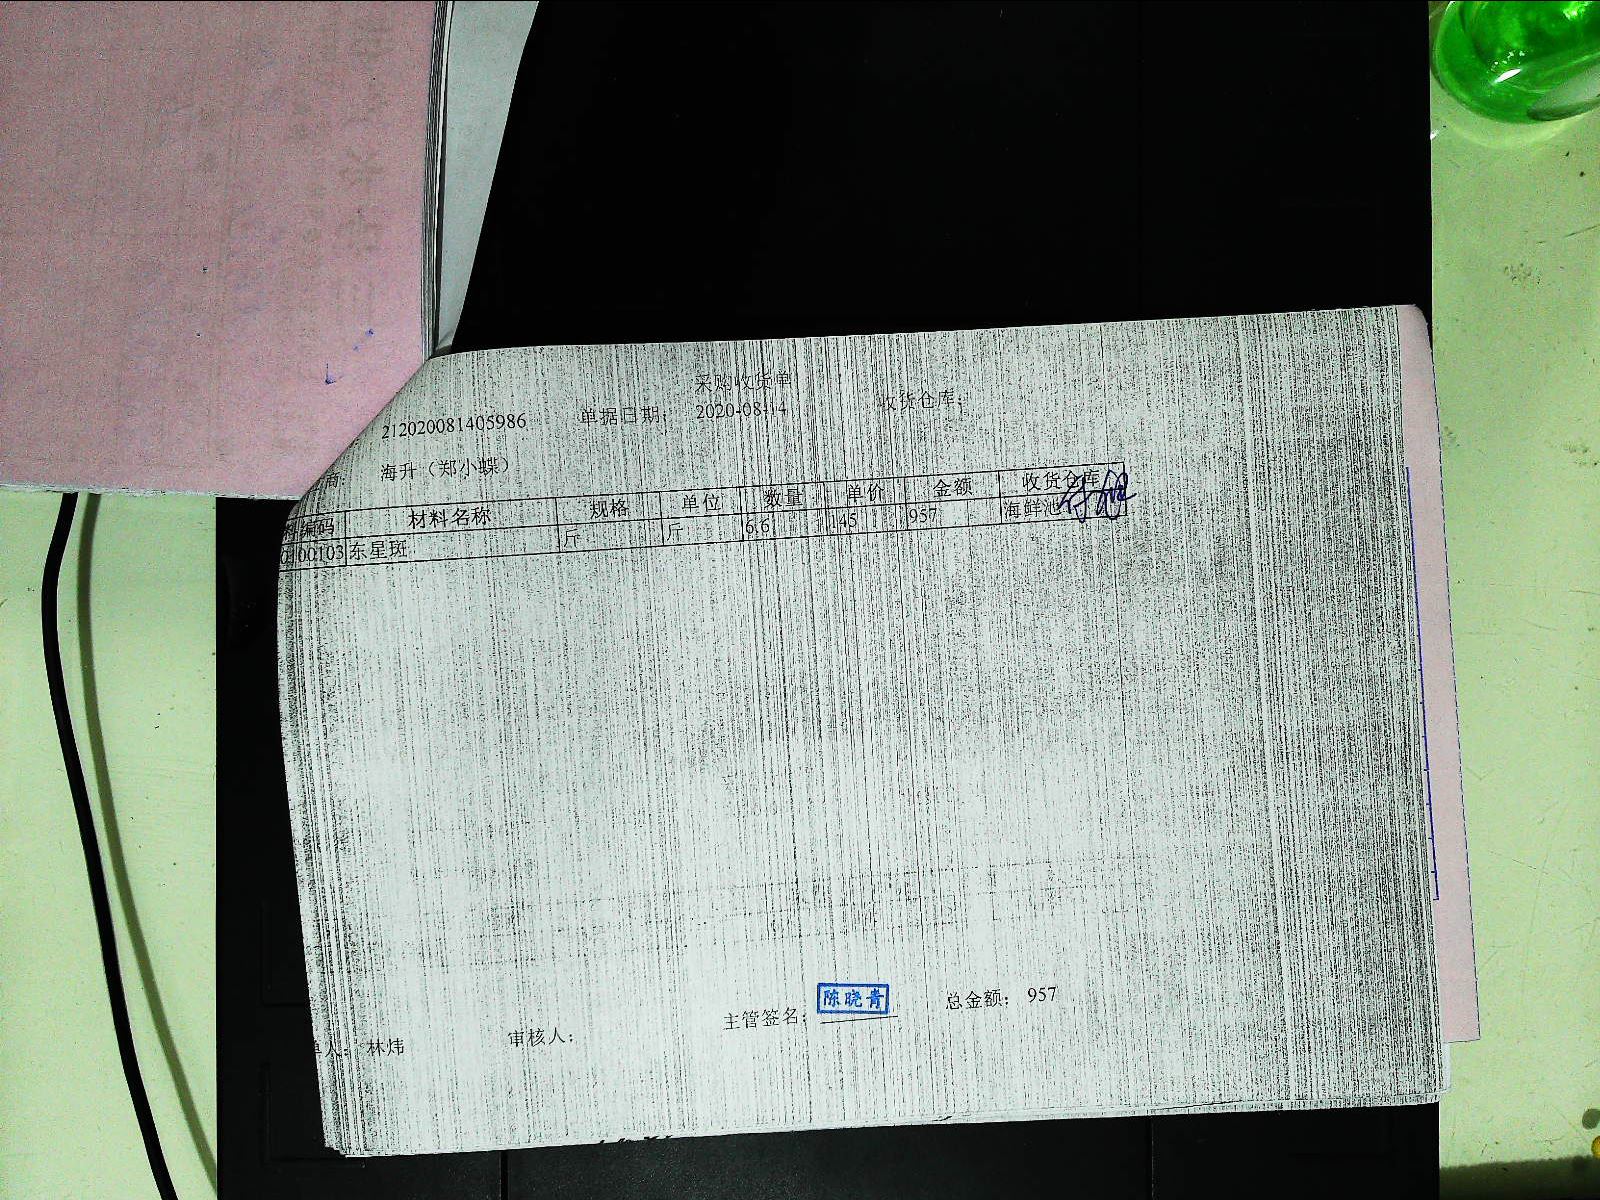 采购收货单
212020081405986 单据日期: 2020-08-14 收货仓库:
商 海升（郑小蝶）
编码 材料名称 规格 单位 数量 单价 金额 收货仓库
00103 东星斑 斤 斤 6.6 145 957 海鲜池
陈晓青
单人: 林炜 审核人: 主管签名: 总金额: 957